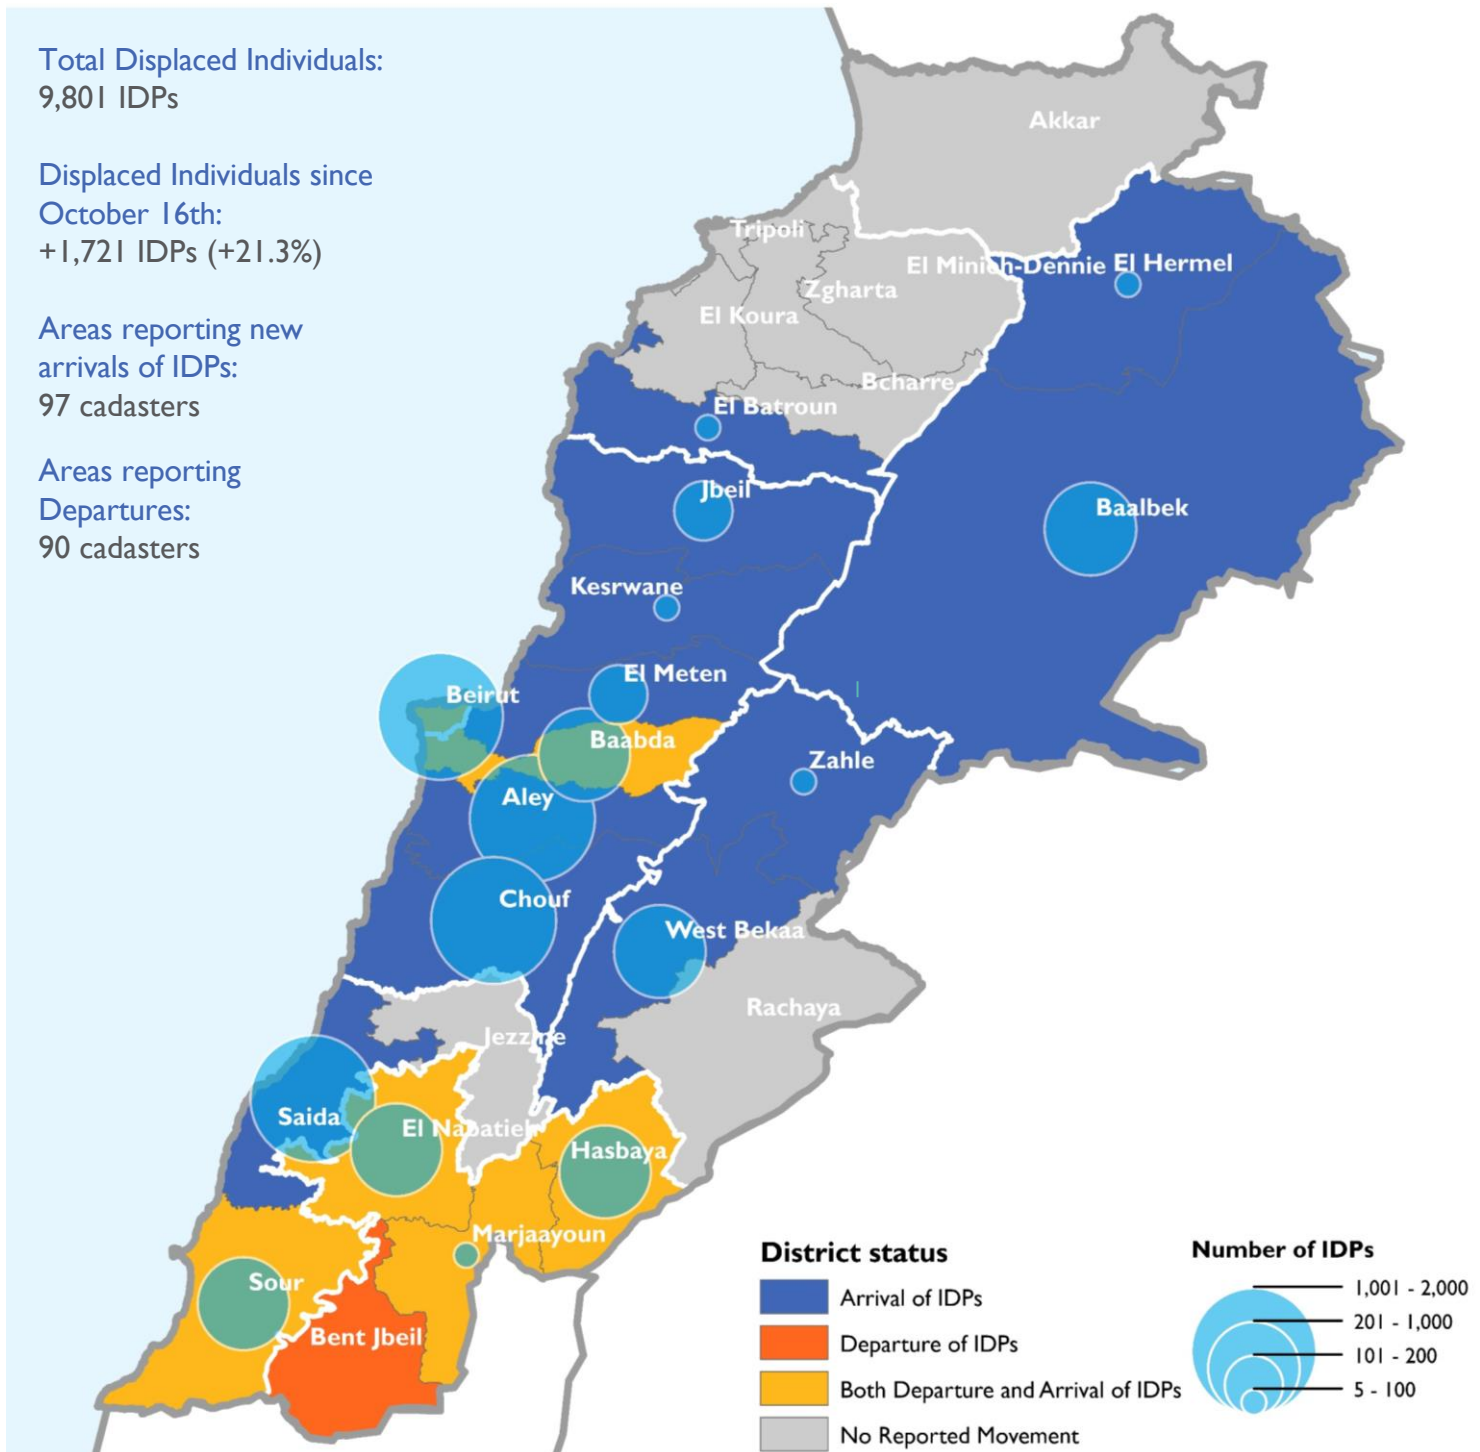 Total Displaced Individuals:
9,801 IDPs
Displaced Individuals since
October 16th:
+1,721 IDPs (+21.3%)
Areas reporting new
arrivals of IDPs:
97 cadasters
Areas reporting
Departures:
90 cadasters
Akkar
Tripoli
El Minieh-Dennie
El Hermel
Zgharta
El Koura
Bcharre
El Batroun
Jbeil
Baalbek
Kesrwane
El Meten
Beirut
Baabda
Zahle
Aley
Chouf
West Bekaa
Rachaya
Jezzine
Saida
El Nabatieh
Hasbaya
Marjaayoun
Sour
Bent Jbeil
District status
Arrival of IDPs
Departure of IDPs
Both Departure and Arrival of IDPs
No Reported Movement
Number of IDPs
1,001 - 2,000
201 - 1,000
101 - 200
5 - 100